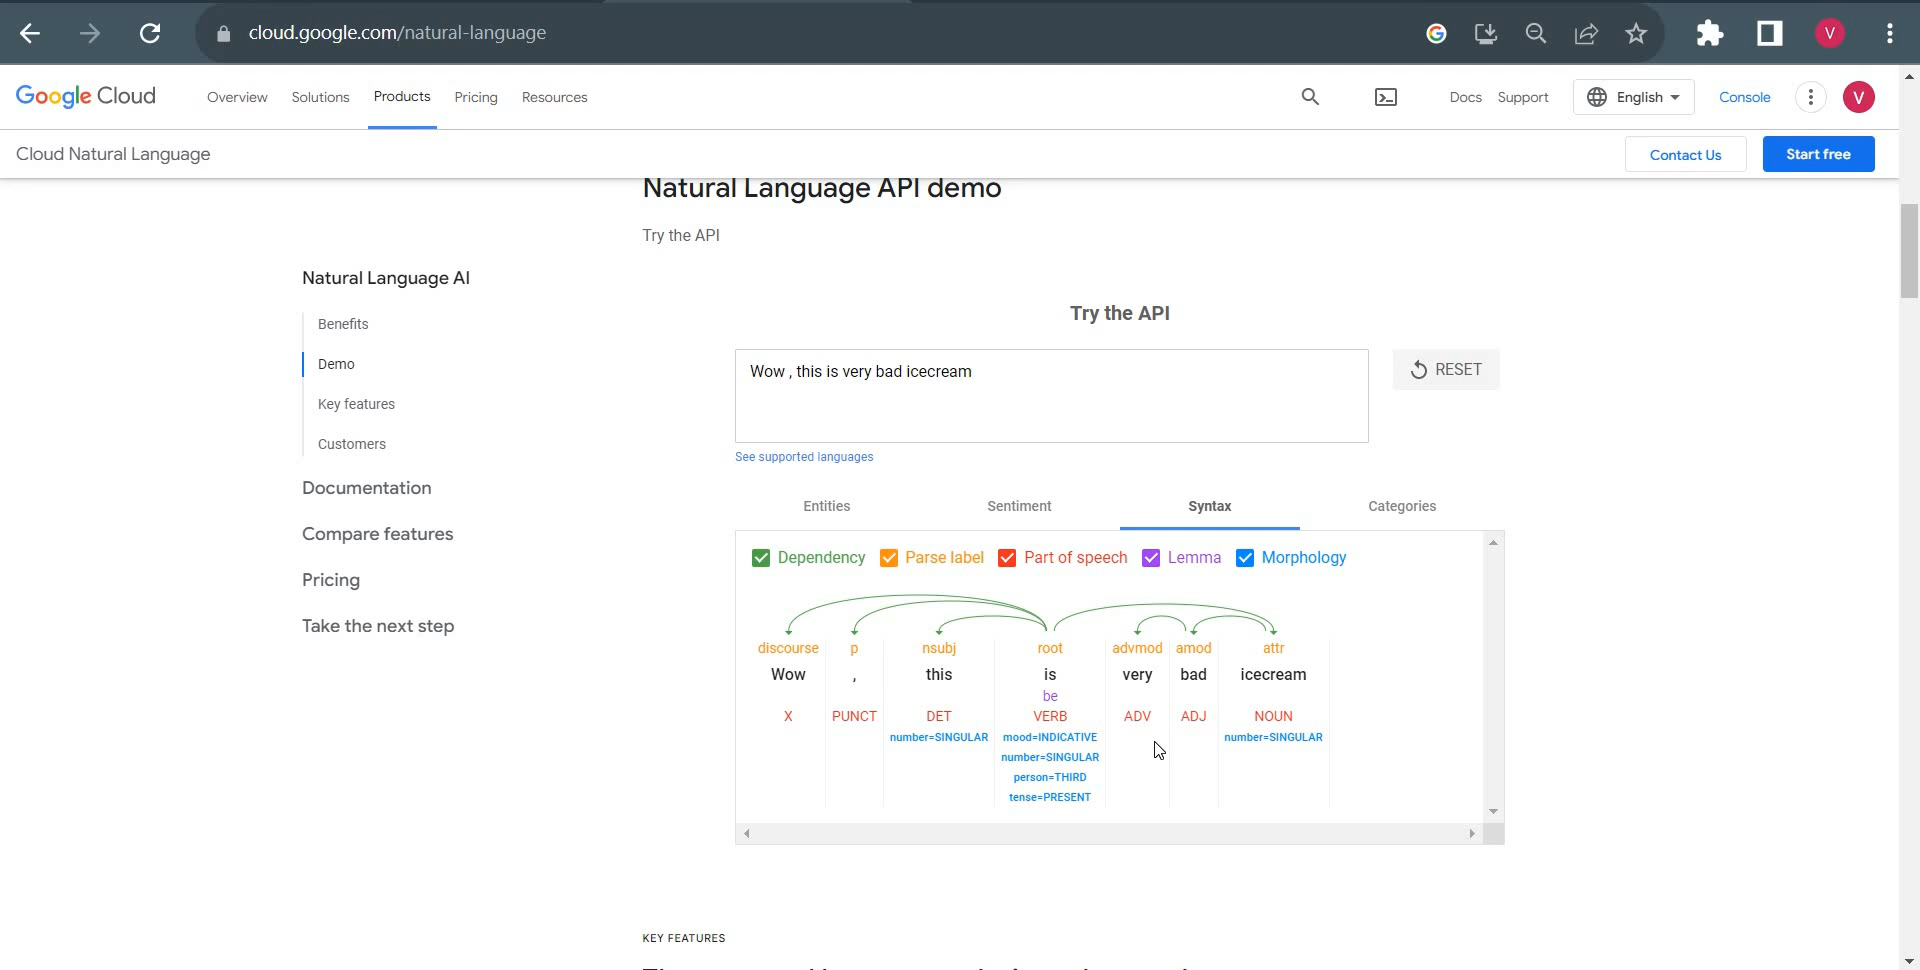 cloud.google.com/natural-language
V
Google Cloud
Overview Solutions Products Pricing Resources
Docs Support English Console V
Cloud Natural Language
Contact Us Start free
Natural Language API demo
Try the API
Natural Language AI
Benefits
Demo
Key features
Customers
Documentation
Compare features
Pricing
Take the next step
Try the API
Wow , this is very bad icecream
RESET
See supported languages
Entities Sentiment Syntax Categories
Dependency Parse label Part of speech Lemma Morphology
discourse p nsubj root advmod amod attr
Wow , this is very bad icecream
be
X PUNCT DET VERB ADV ADJ NOUN
number=SINGULAR mood=INDICATIVE number=SINGULAR
number=SINGULAR
person=THIRD
tense=PRESENT
KEY FEATURES